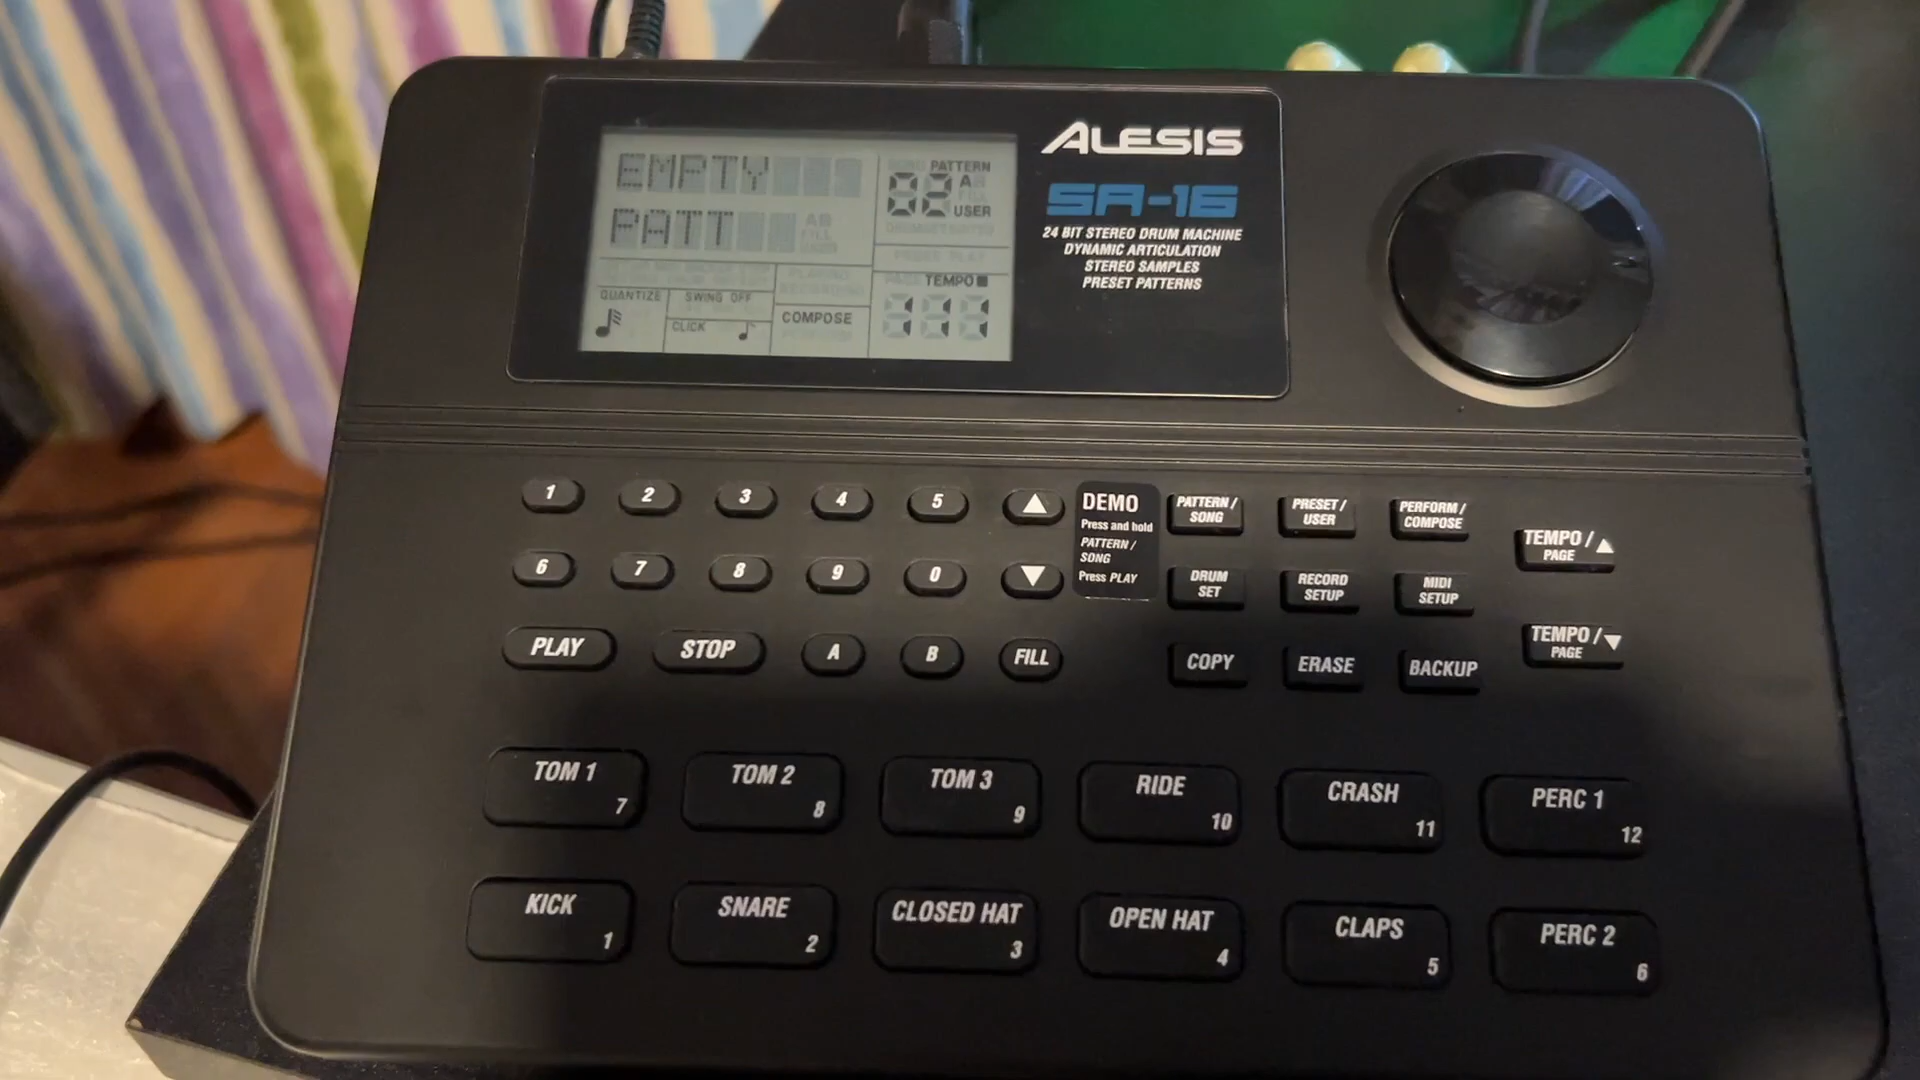 EMPTY
PATT
PATTERN
02 A
USER
TEMPO
111
QUANTIZE
SWING OFF
CLICK
COMPOSE
ALESIS
SR-16
24 BIT STEREO DRUM MACHINE
DYNAMIC ARTICULATION
STEREO SAMPLES
PRESET PATTERNS
1 2 3 4 5
6 7 8 9 0
PLAY STOP A B FILL
DEMO
Press and hold
PATTERN /
SONG
Press PLAY
PATTERN /
SONG
PRESET /
USER
PERFORM /
COMPOSE
TEMPO /
PAGE
DRUM
SET
RECORD
SETUP
MIDI
SETUP
TEMPO /
PAGE
COPY ERASE BACKUP
TOM 1
7
TOM 2
8
TOM 3
9
RIDE
10
CRASH
11
PERC 1
12
KICK
1
SNARE
2
CLOSED HAT
3
OPEN HAT
4
CLAPS
5
PERC 2
6